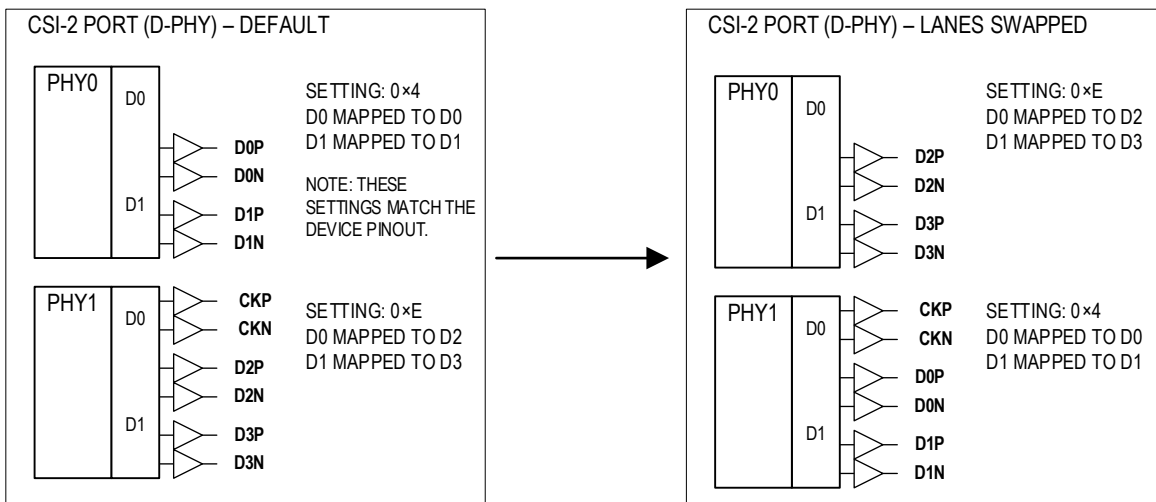 CSI-2 PORT (D-PHY) – DEFAULT
PHY0
D0
D1
D0P
D0N
D1P
D1N
SETTING: 0×4
D0 MAPPED TO D0
D1 MAPPED TO D1
NOTE: THESE
SETTINGS MATCH THE
DEVICE PINOUT.
PHY1
D0
D1
CKP
CKN
D2P
D2N
D3P
D3N
SETTING: 0×E
D0 MAPPED TO D2
D1 MAPPED TO D3
CSI-2 PORT (D-PHY) – LANES SWAPPED
PHY0
D0
D1
D2P
D2N
D3P
D3N
SETTING: 0×E
D0 MAPPED TO D2
D1 MAPPED TO D3
PHY1
D0
D1
CKP
CKN
D0P
D0N
D1P
D1N
SETTING: 0×4
D0 MAPPED TO D0
D1 MAPPED TO D1